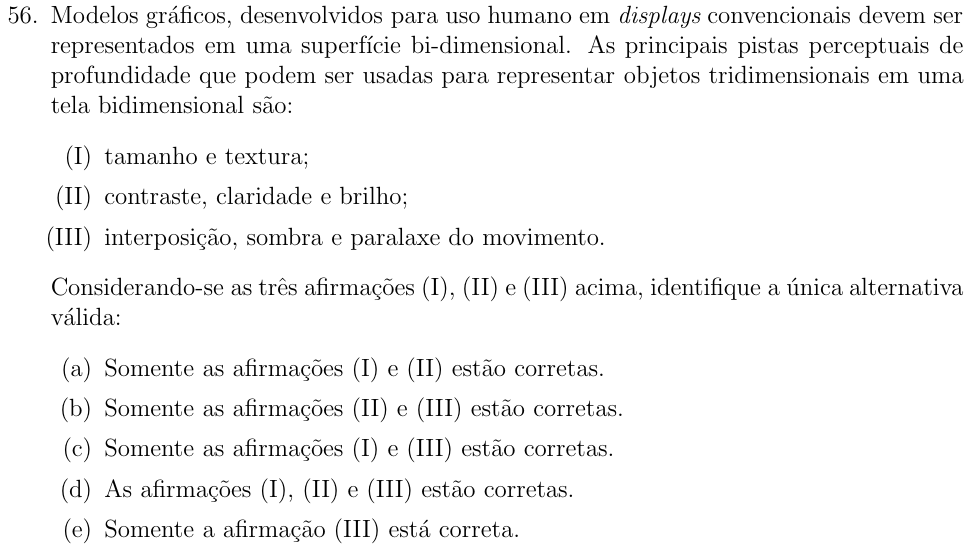 56. Modelos gráficos, desenvolvidos para uso humano em displays convencionais devem ser
representados em uma superfície bi-dimensional. As principais pistas perceptuais de
profundidade que podem ser usadas para representar objetos tridimensionais em uma
tela bidimensional são:
(I) tamanho e textura;
(II) contraste, claridade e brilho;
(III) interposição, sombra e paralaxe do movimento.
Considerando-se as três afirmações (I), (II) e (III) acima, identifique a única alternativa
válida:
(a) Somente as afirmações (I) e (II) estão corretas.
(b) Somente as afirmações (II) e (III) estão corretas.
(c) Somente as afirmações (I) e (III) estão corretas.
(d) As afirmações (I), (II) e (III) estão corretas.
(e) Somente a afirmação (III) está correta.